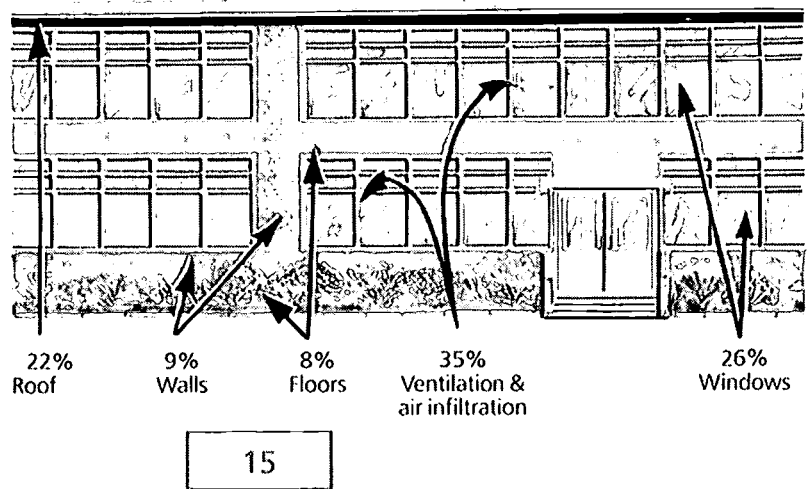 22%
Roof
9%
Walls
8%
Floors
35%
Ventilation &
air infiltration
26%
Windows
15